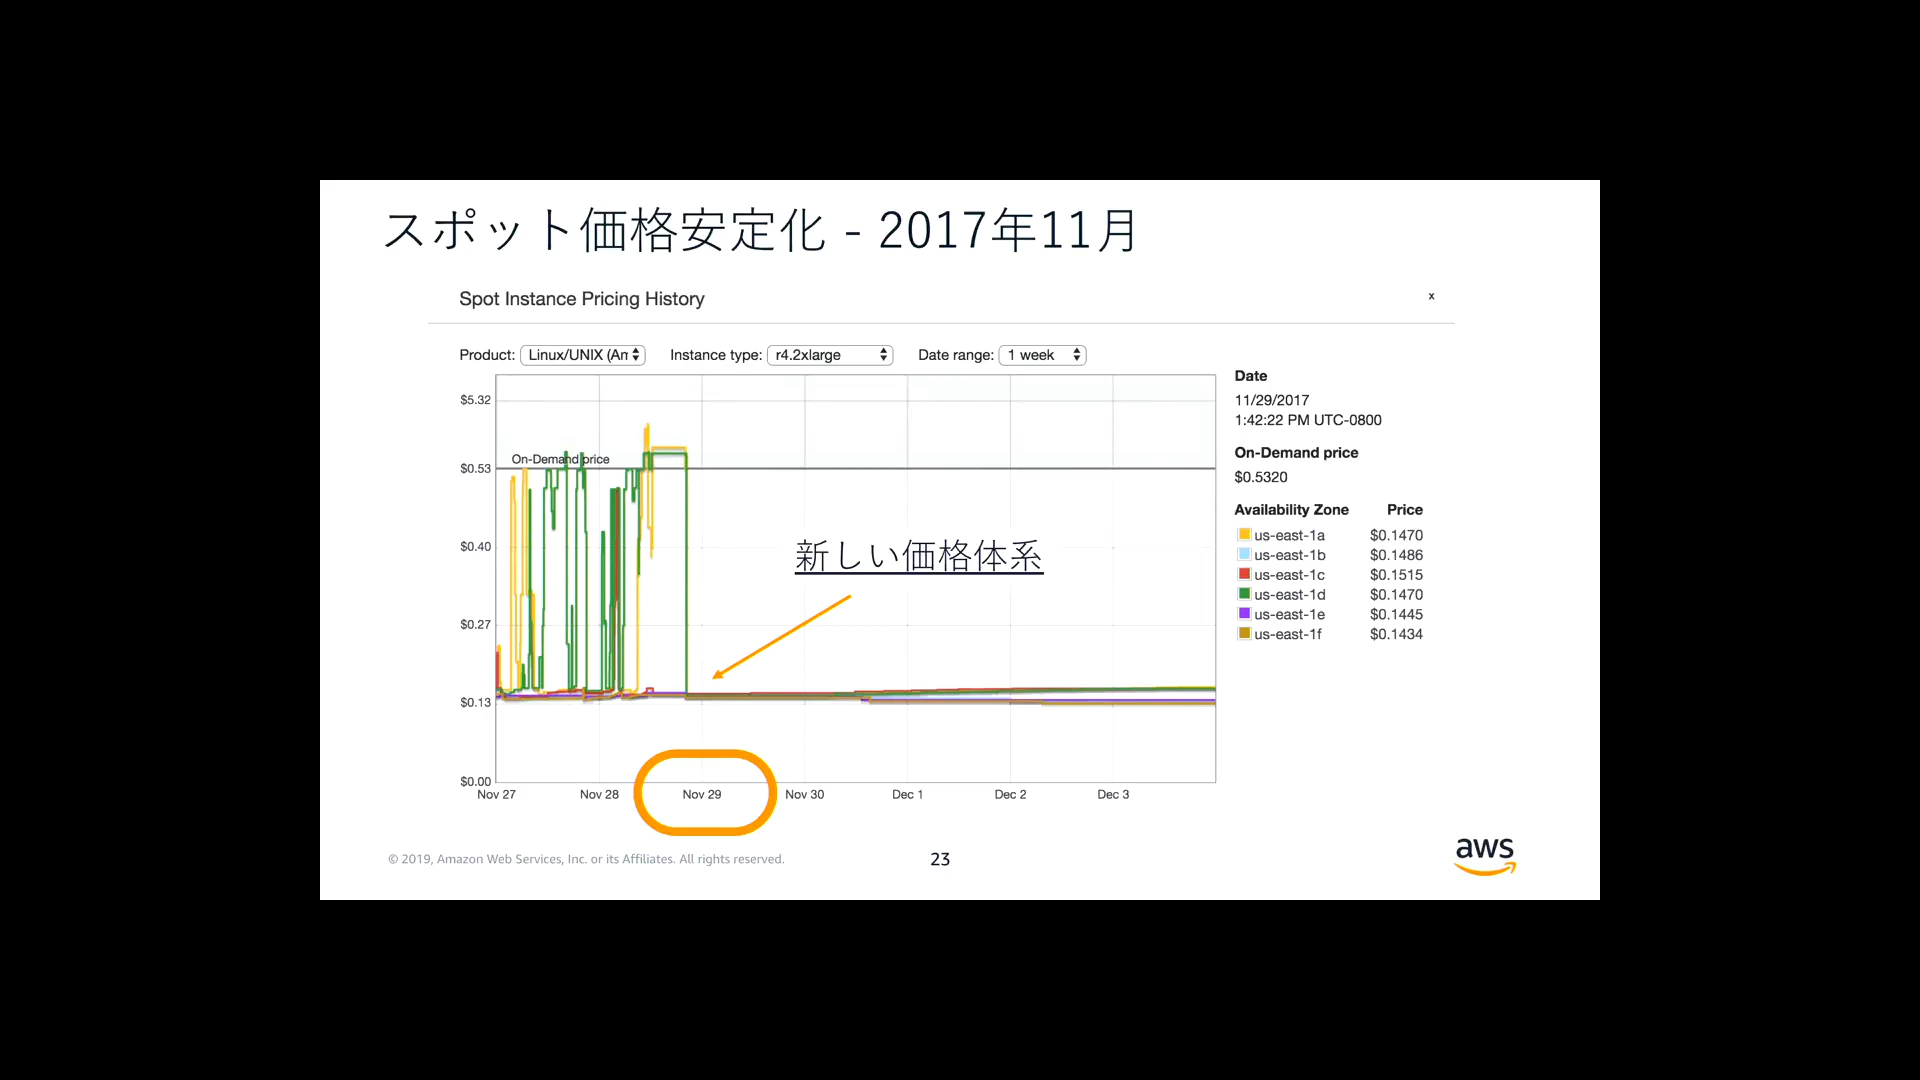 スポット価格安定化 - 2017年11月
Spot Instance Pricing History
x
Product: Linux/UNIX (Am Instance type: r4.2xlarge Date range: 1 week
$5.32
On-Demand price
$0.53
$0.40
$0.27
$0.13
$0.00
Nov 27 Nov 28 Nov 29 Nov 30 Dec 1 Dec 2 Dec 3
新しい価格体系
Date
11/29/2017
1:42:22 PM UTC-0800
On-Demand price
$0.5320
Availability Zone Price
us-east-1a $0.1470
us-east-1b $0.1486
us-east-1c $0.1515
us-east-1d $0.1470
us-east-1e $0.1445
us-east-1f $0.1434
© 2019, Amazon Web Services, Inc. or its Affiliates. All rights reserved.
23
aws